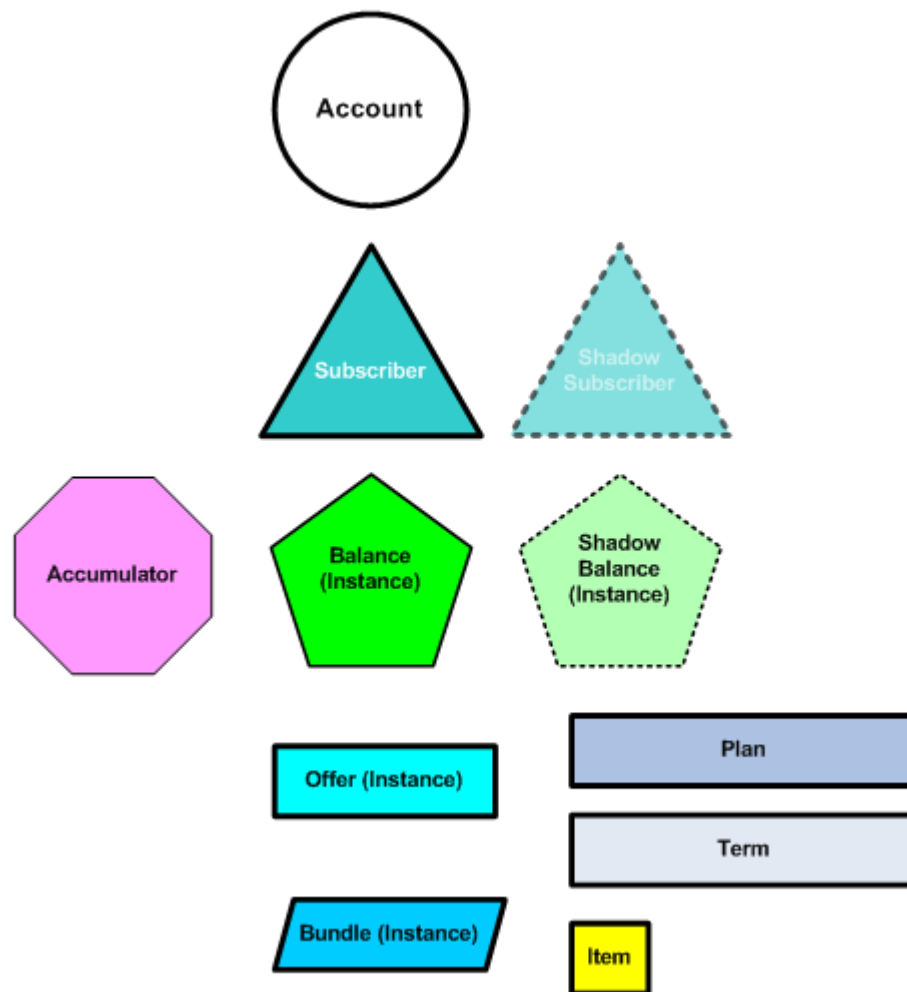 Account
Subscriber
Shadow
Subscriber
Accumulator
Balance
(Instance)
Shadow
Balance
(Instance)
Offer (Instance)
Plan
Term
Bundle (Instance)
Item